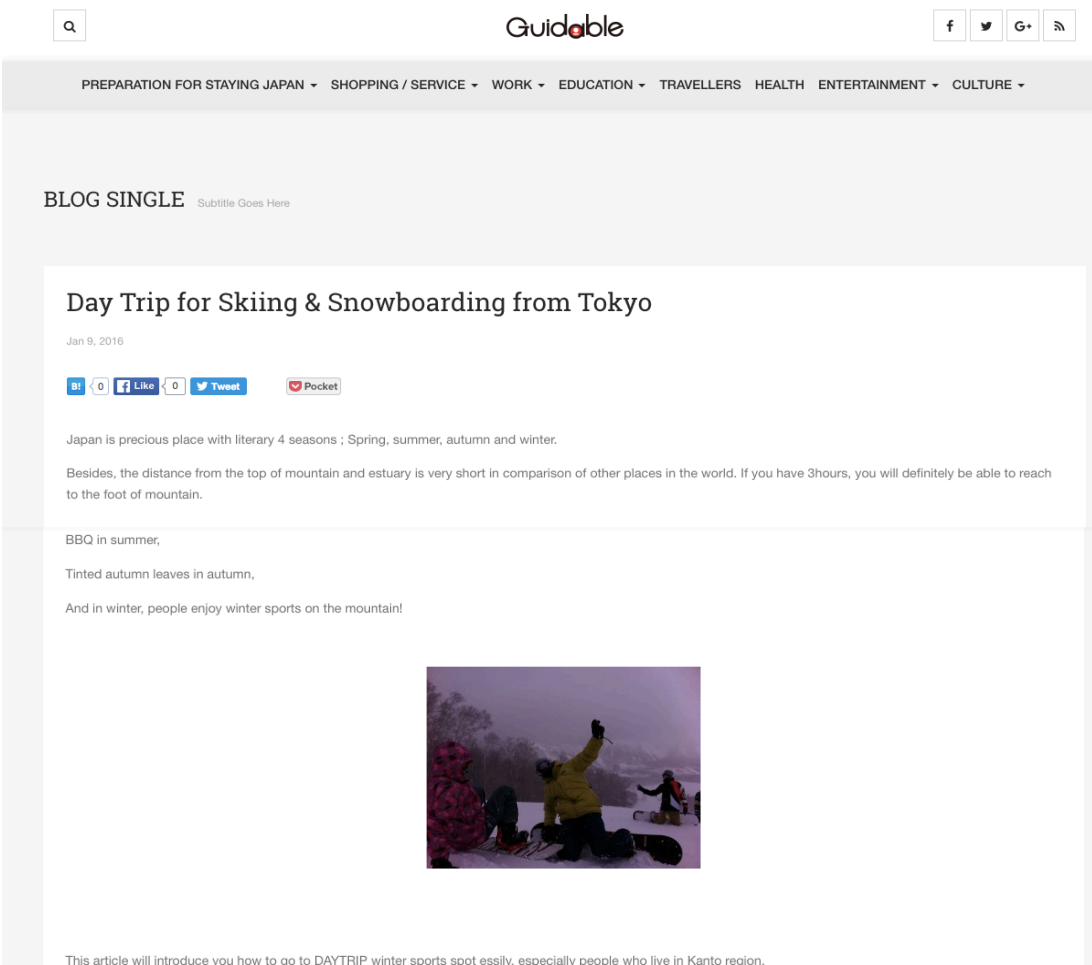 Guidable
G+
PREPARATION FOR STAYING JAPAN SHOPPING / SERVICE WORK EDUCATION TRAVELLERS HEALTH ENTERTAINMENT CULTURE
BLOG SINGLE Subtitle Goes Here
Day Trip for Skiing & Snowboarding from Tokyo
Jan 9, 2016
B! 0 Like 0 Tweet Pocket
Japan is precious place with literary 4 seasons ; Spring, summer, autumn and winter.
Besides, the distance from the top of mountain and estuary is very short in comparison of other places in the world. If you have 3hours, you will definitely be able to reach
to the foot of mountain.
BBQ in summer,
Tinted autumn leaves in autumn,
And in winter, people enjoy winter sports on the mountain!
This article will introduce you how to go to DAYTRIP winter sports spot essily, especially people who live in Kanto region.